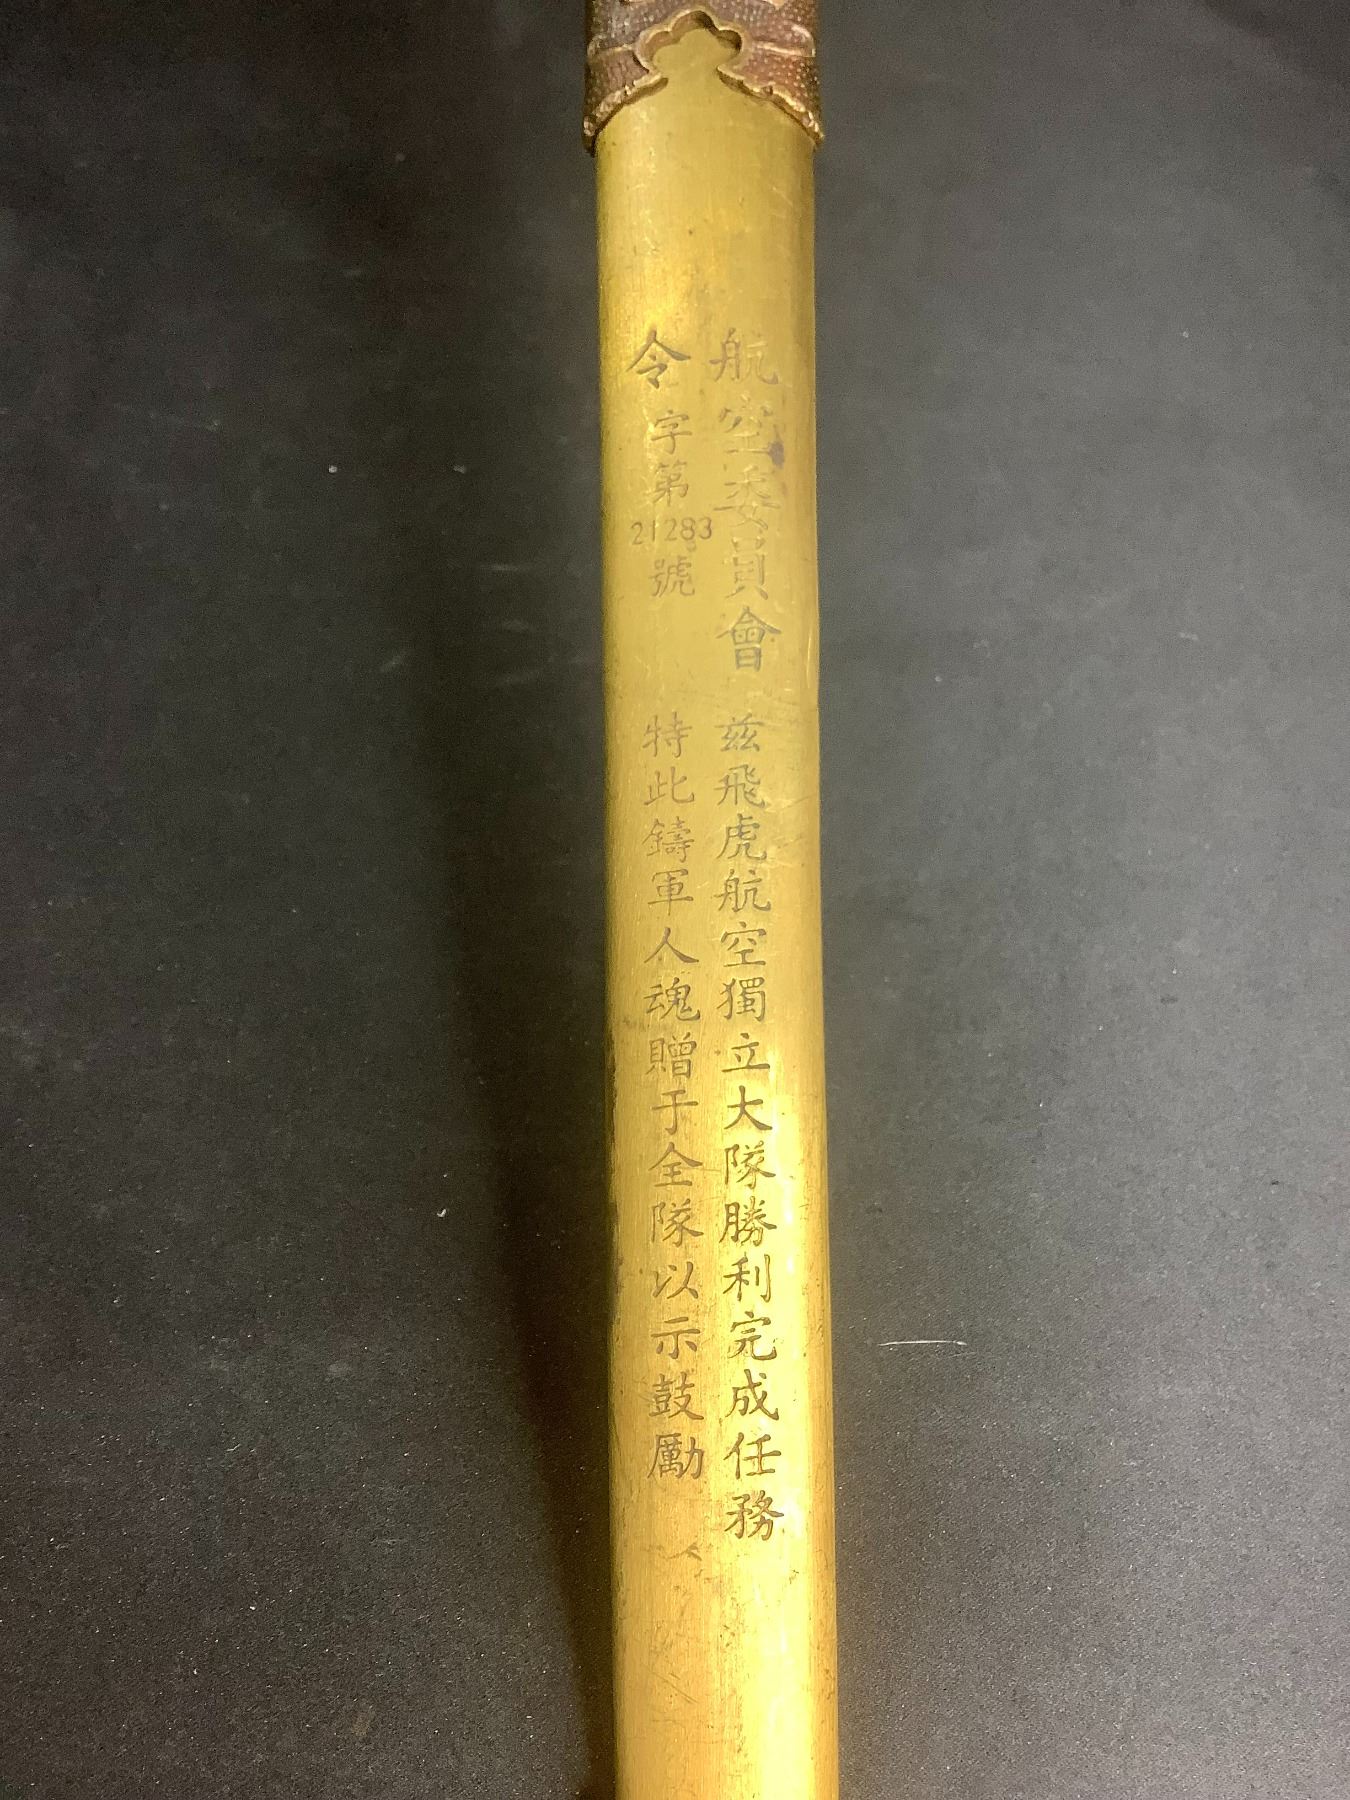 航空委員會
令字第21283號
茲飛虎航空獨立大隊勝利完成任務
特此鑄軍人魂贈于全隊以示鼓勵